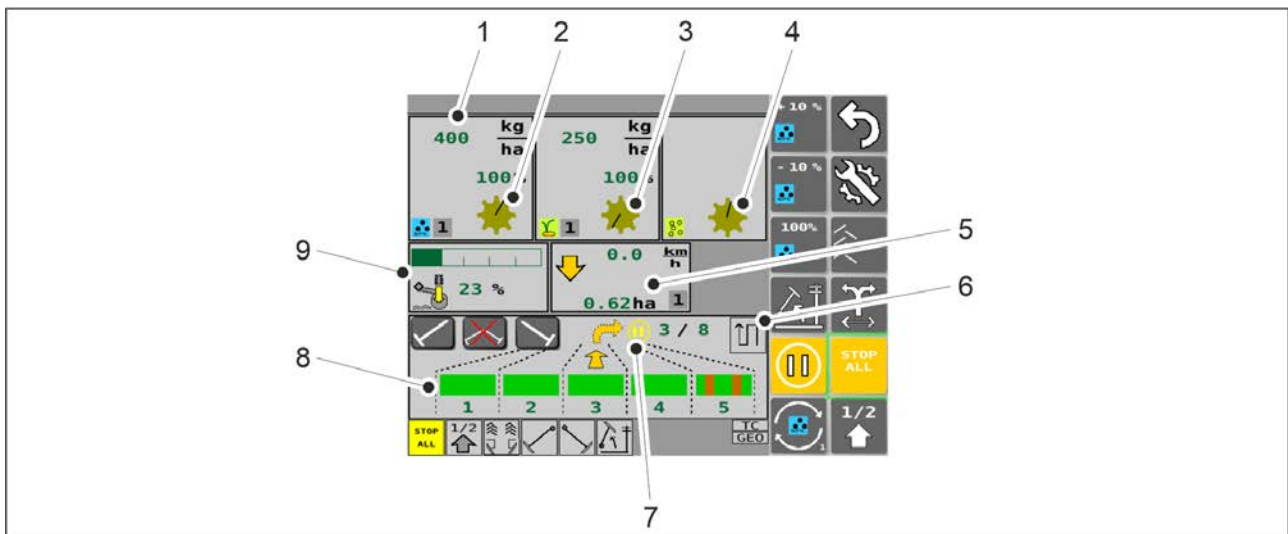 1 2 3 4
400 kg/ha 250 kg/ha
100% 100%
1 1
+ 10 %
- 10 %
100%
9 5 6
0.0 km/h
23 %
0.62ha 1
3 / 8
8
1 2 3 4 5
STOP ALL
STOP ALL 1/2
TC
GEO
1/2
1
7